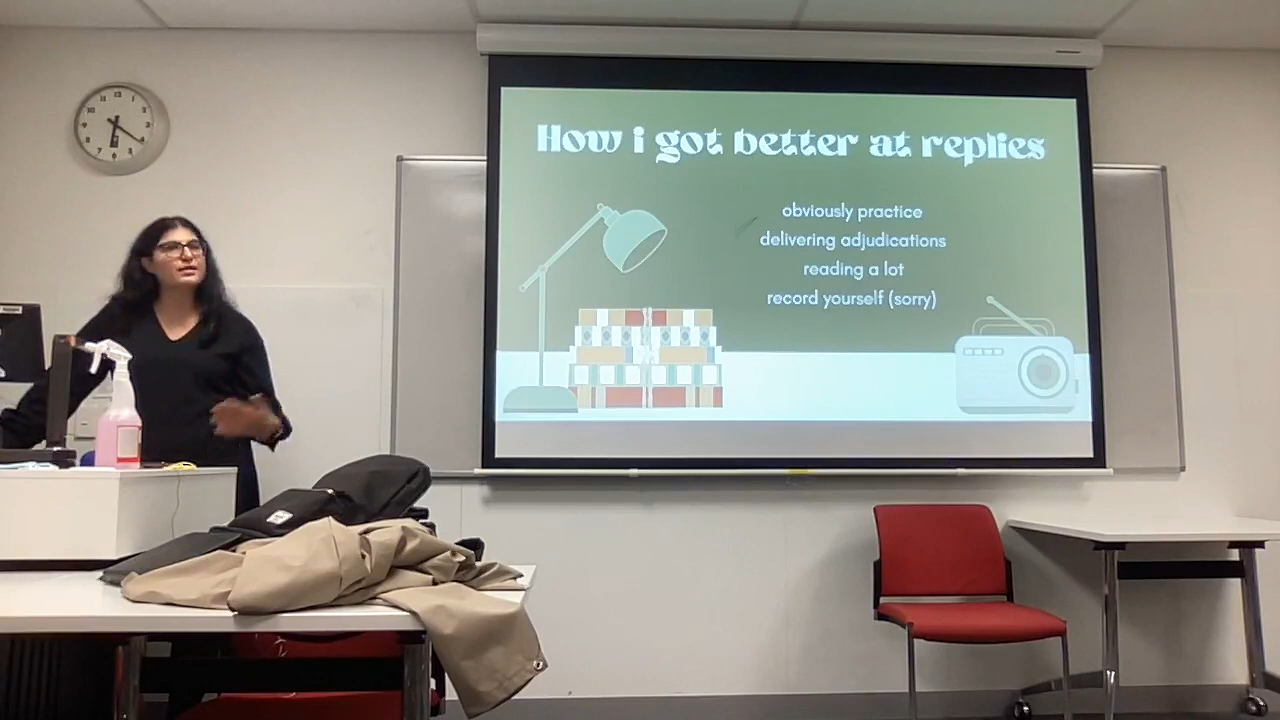 How i got better at replies
obviously practice
delivering adjudications
reading a lot
record yourself (sorry)